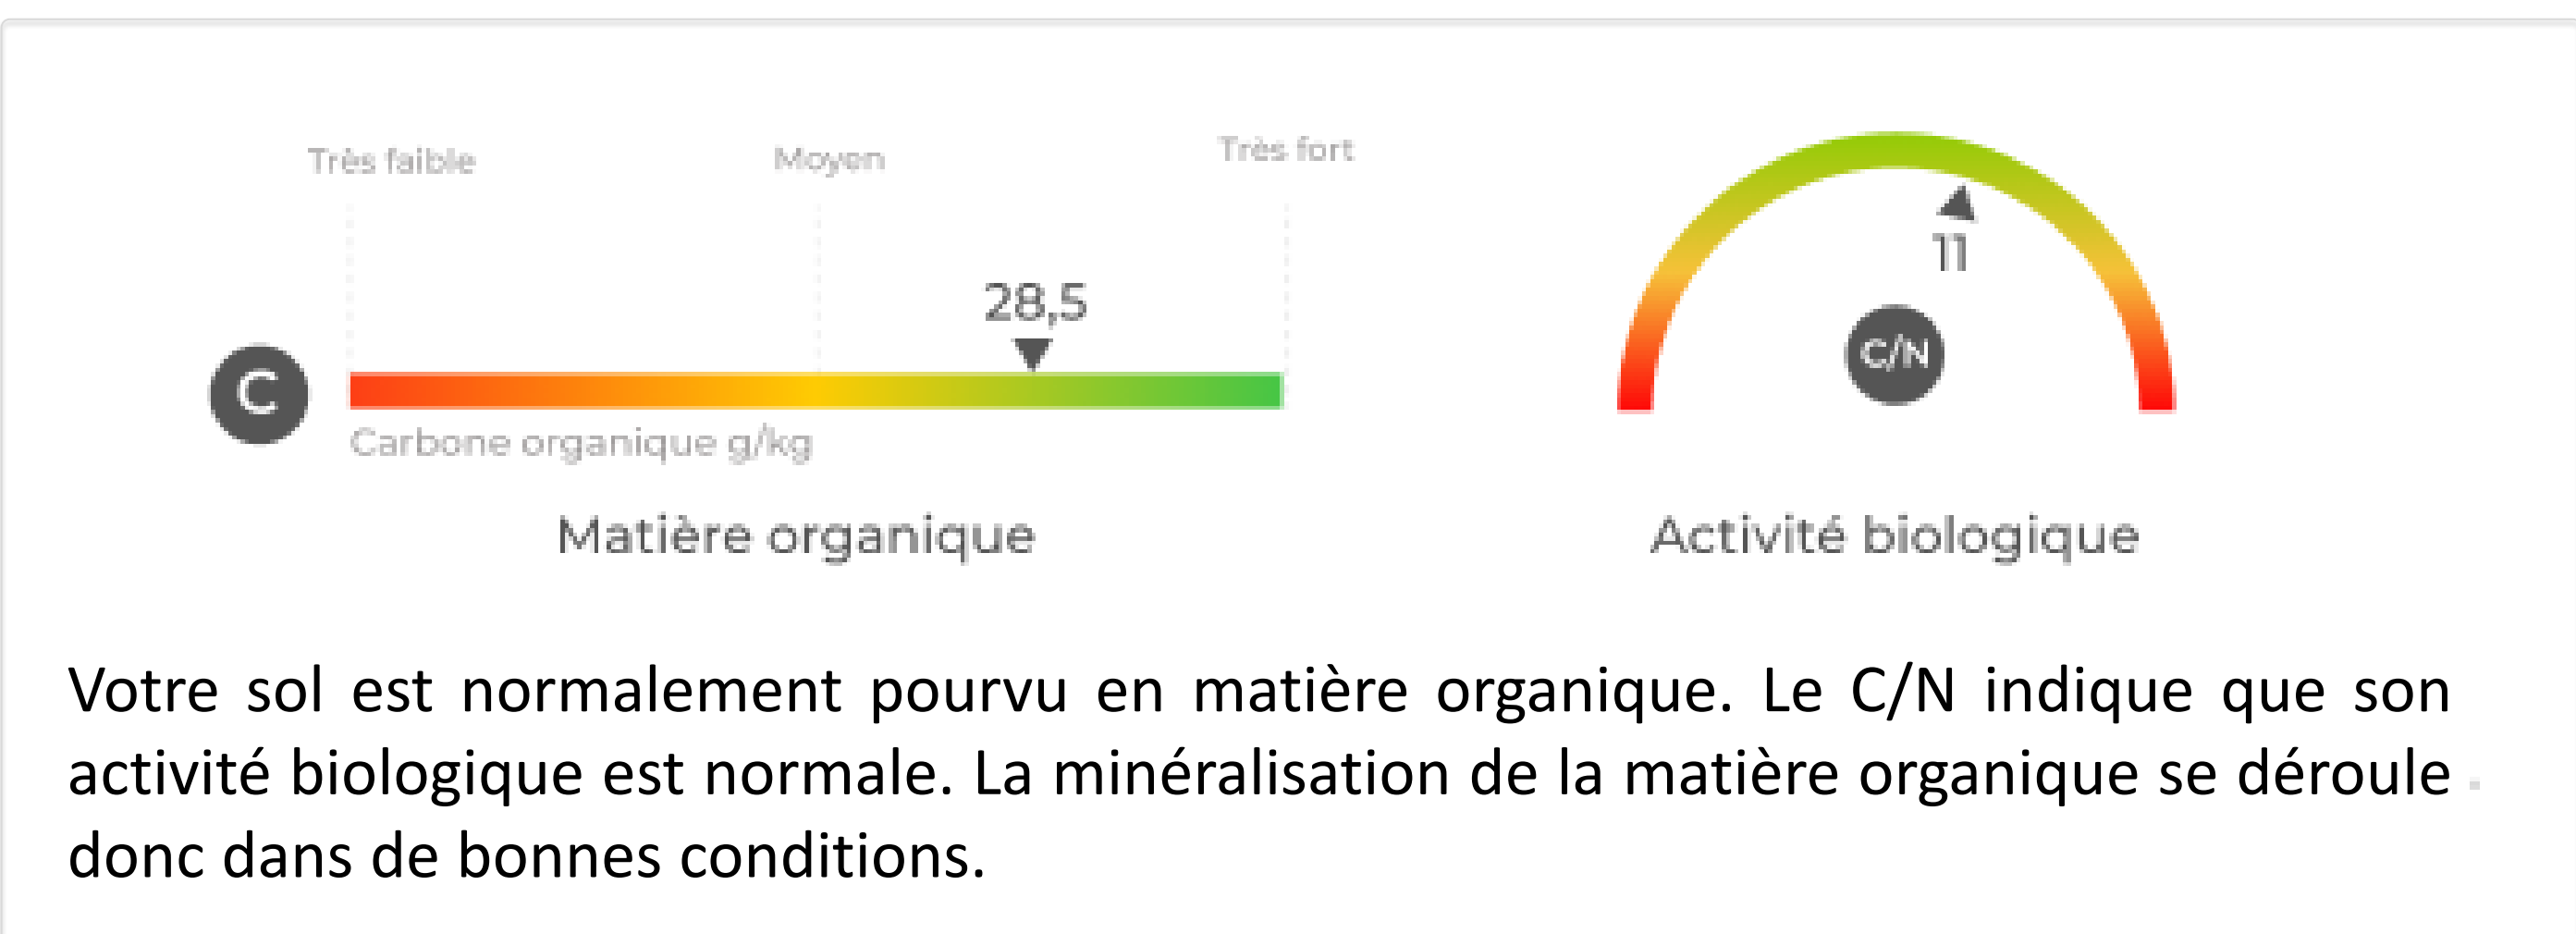 Très faible
Moyen
Très fort
28,5
C
Carbone organique g/kg
Matière organique
11
C/N
Activité biologique
Votre sol est normalement pourvu en matière organique. Le C/N indique que son
activité biologique est normale. La minéralisation de la matière organique se déroule
donc dans de bonnes conditions.